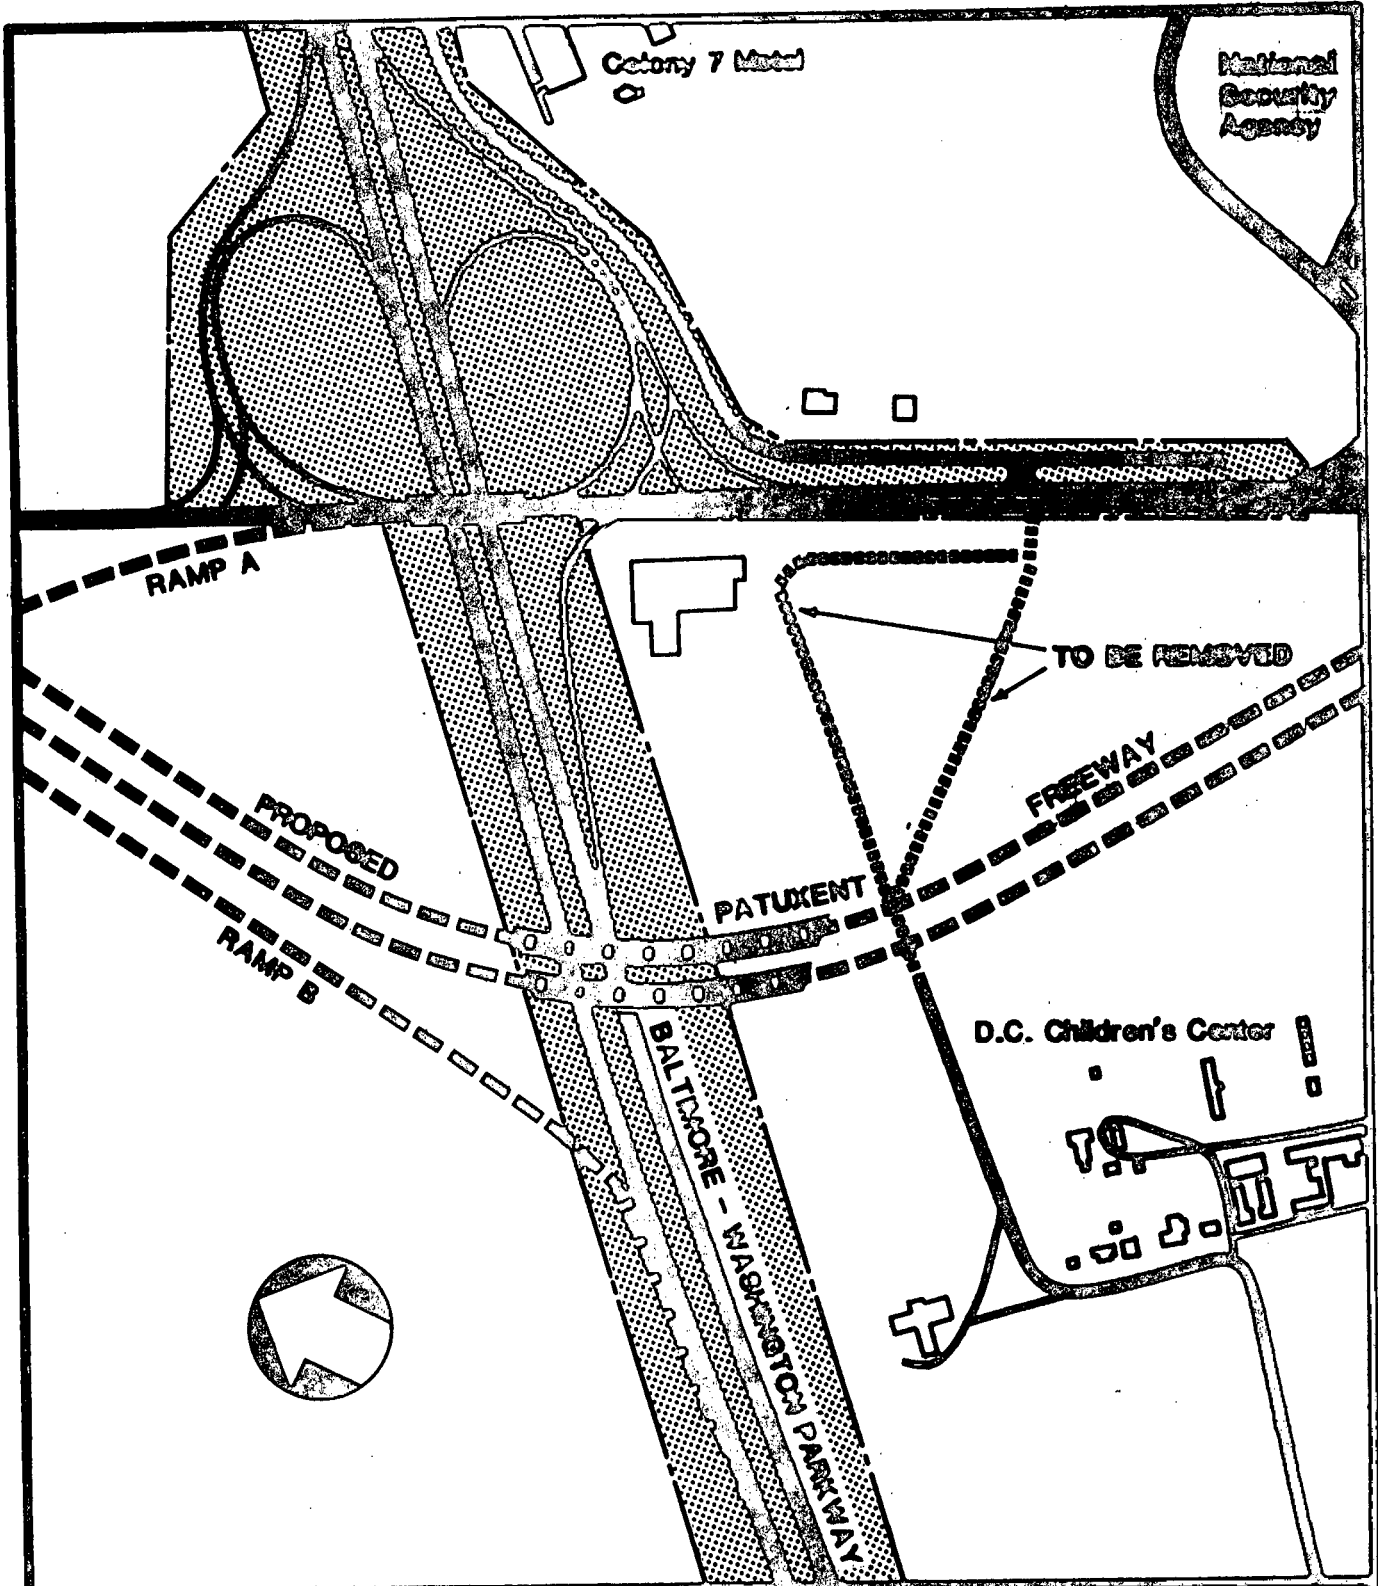 Colony 7 Motel
National
Security
Agency
RAMP A
TO BE REMOVED
FREEWAY
PROPOSED
PATUXENT
RAMP B
D.C. Children's Center
BALTIMORE - WASHINGTON PARKWAY